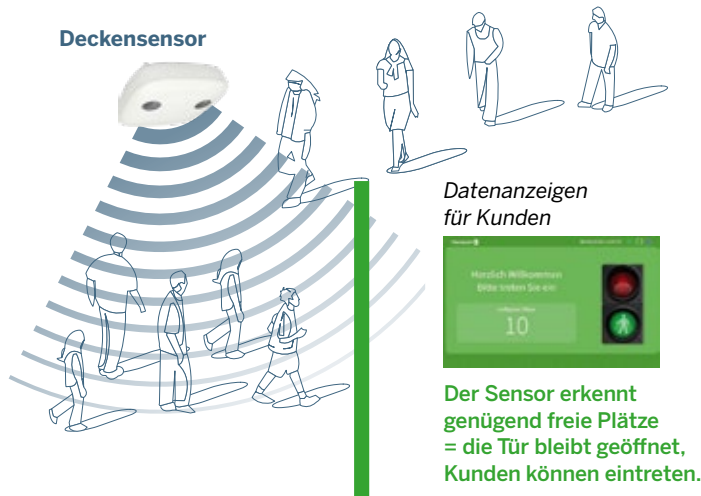 Deckensensor
Datenanzeigen
für Kunden
Herzlich Willkommen
Bitte treten Sie ein
10
Der Sensor erkennt
genügend freie Plätze
= die Tür bleibt geöffnet,
Kunden können eintreten.